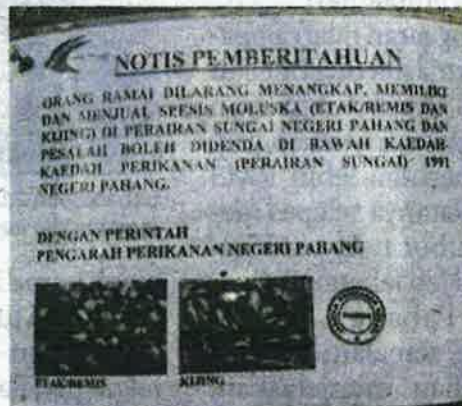 NOTIS PEMBERITAHUAN
ORANG RAMAI DILARANG MENANGKAP, MEMILIKI
DAN MENJUAL SPESIS MOLUSKA (ETAK/REMIS DAN
KIJING) DI PERAIRAN SUNGAI NEGERI PAHANG DAN
PESALAH BOLEH DIDENDA DI BAWAH KAEDAH-
KAEDAH PERIKANAN (PERAIRAN SUNGAI) 1991
NEGERI PAHANG.
DENGAN PERINTAH
PENGARAH PERIKANAN NEGERI PAHANG
ETAK/REMIS
KIJING